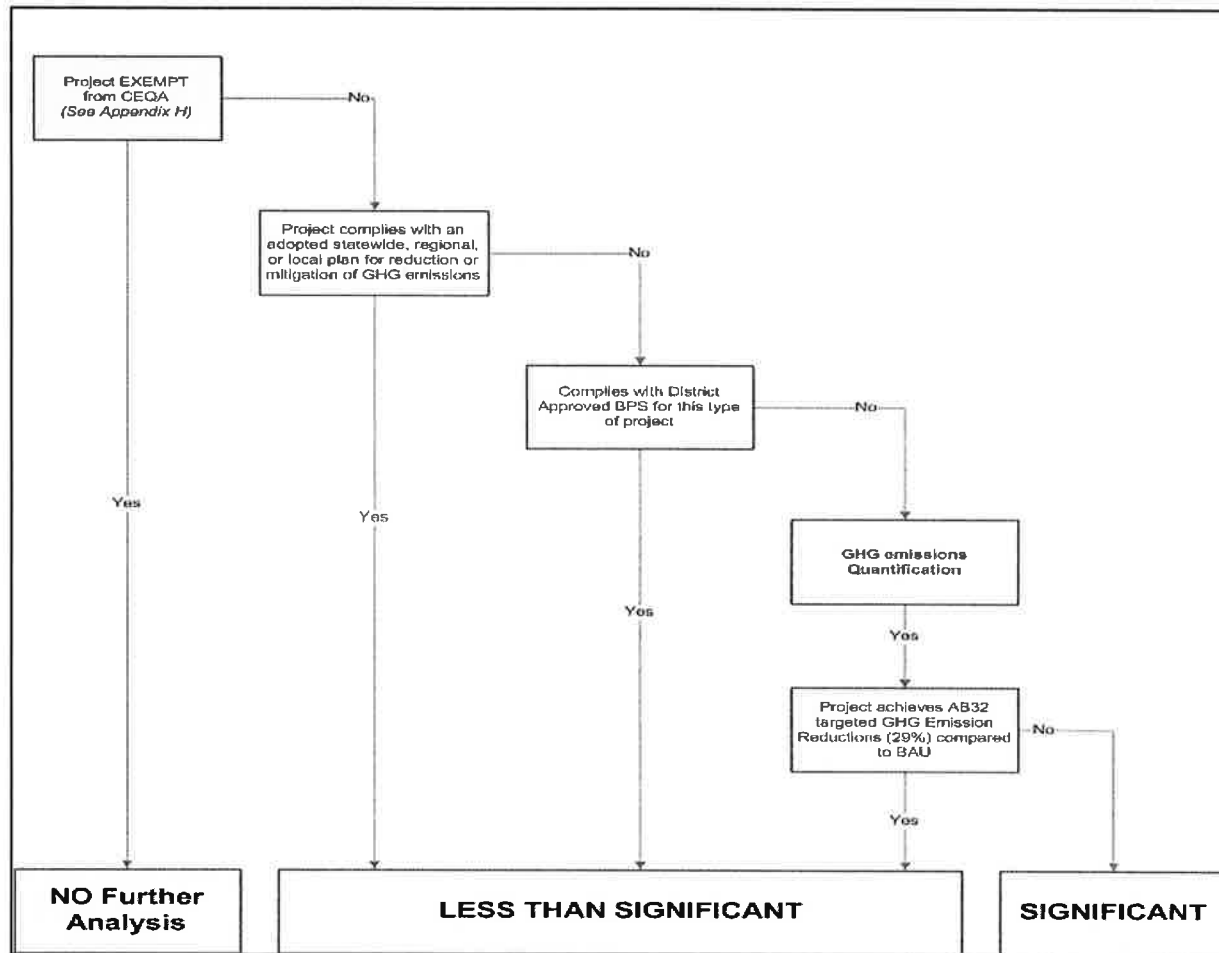 Project EXEMPT
from CEQA
(See Appendix H)
No
Project complies with an
adopted statewide, regional,
or local plan for reduction or
mitigation of GHG emissions
No
Complies with District
Approved BPS for this type
of project
No
Yes
Yes
GHG emissions
Quantification
Yes
Yes
Project achieves AB32
targeted GHG Emission
Reductions (29%) compared
to BAU
No
Yes
NO Further
Analysis
LESS THAN SIGNIFICANT
SIGNIFICANT